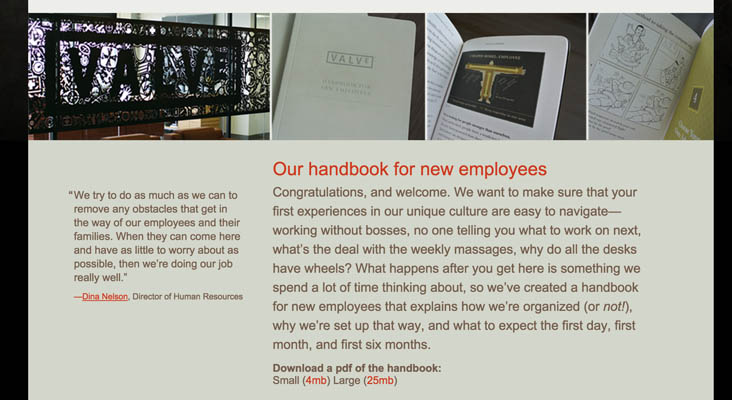 VALVE
VALVE
HANDBOOK FOR
NEW EMPLOYEES
Our handbook for new employees
Congratulations, and welcome. We want to make sure that your
first experiences in our unique culture are easy to navigate—
working without bosses, no one telling you what to work on next,
what's the deal with the weekly massages, why do all the desks
have wheels? What happens after you get here is something we
spend a lot of time thinking about, so we've created a handbook
for new employees that explains how we're organized (or not!),
why we're set up that way, and what to expect the first day, first
month, and first six months.
Download a pdf of the handbook:
Small (4mb) Large (25mb)
“We try to do as much as we can to
remove any obstacles that get in
the way of our employees and their
families. When they can come here
and have as little to worry about as
possible, then we're doing our job
really well.”
—Dina Nelson, Director of Human Resources